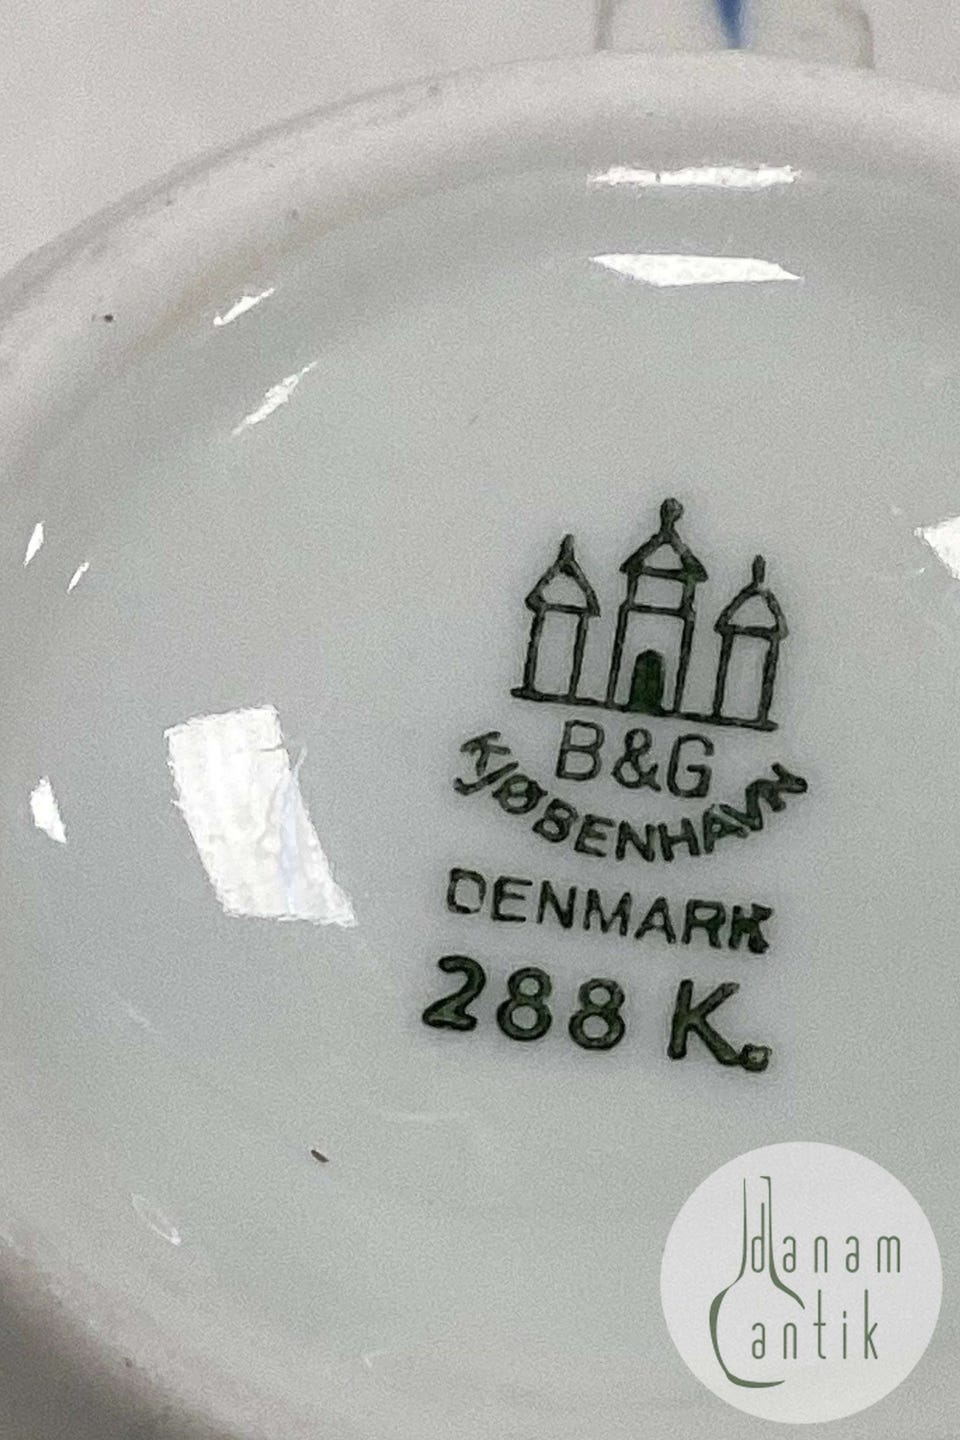 B&G
KJØBENHAVN
DENMARK
288 K.
danam
antik